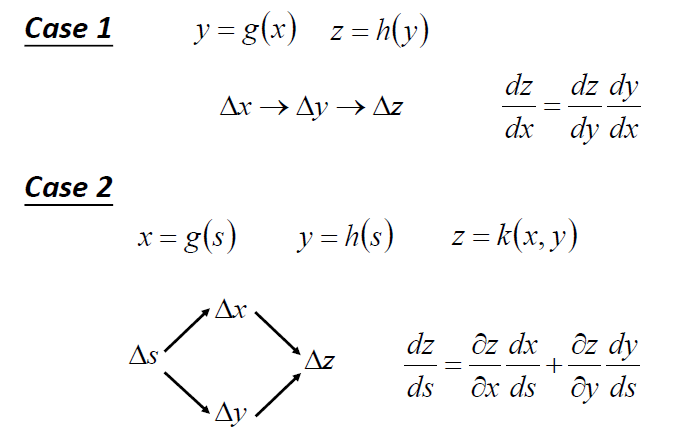 Case 1 y = g(x) z = h(y)
Δx → Δy → Δz dz/dx = dz/dy dy/dx
Case 2
x = g(s) y = h(s) z = k(x, y)
Δx
Δs Δz dz/ds = ∂z/∂x dx/ds + ∂z/∂y dy/ds
Δy